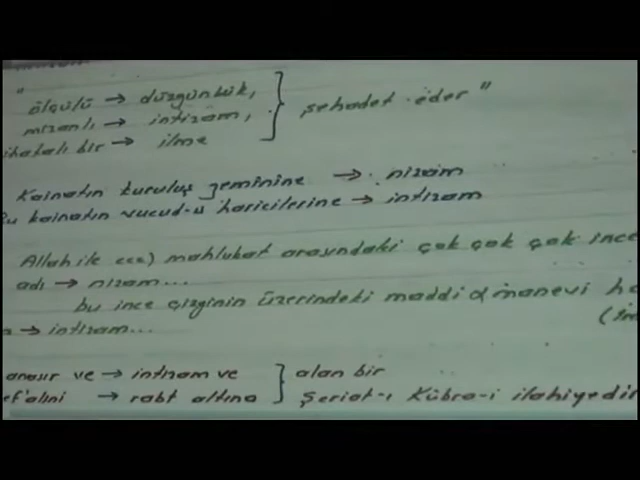 "ölçülü → düzgünlük,
mizanlı → intizam, } şehadet eder"
ihatalı bir → ilme
Kainatın kuruluş zeminine → nizam
Bu kainatın vucud-u haricilerine → intizam
Allah ile mahlukat arasındaki çok çok çok ince
adı → nizam...
bu ince çizginin üzerindeki maddi manevi
→ intizam...
anasır ve → intizam ve } alan bir
ef'alini → rabt altına } Şeriat-ı Kübra-i ilahiyedir